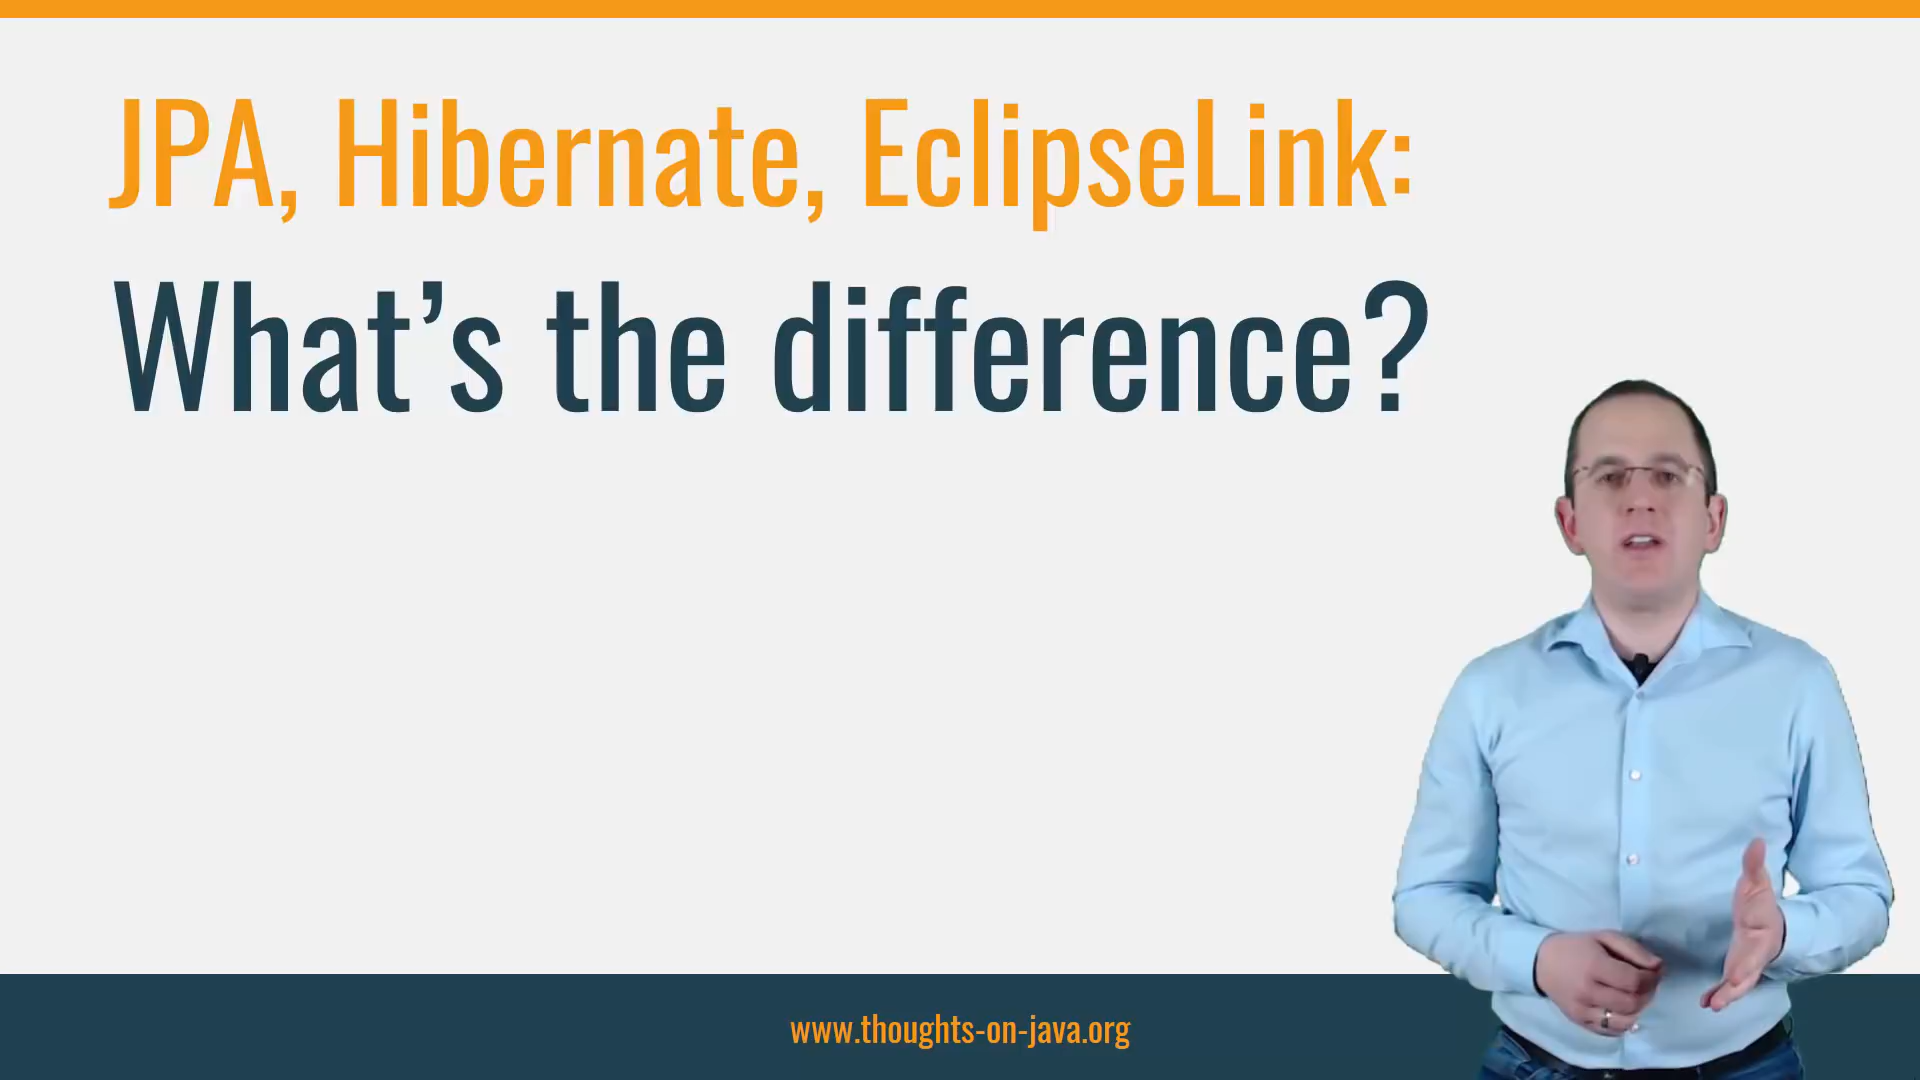 JPA, Hibernate, EclipseLink:
What’s the difference?
www.thoughts-on-java.org